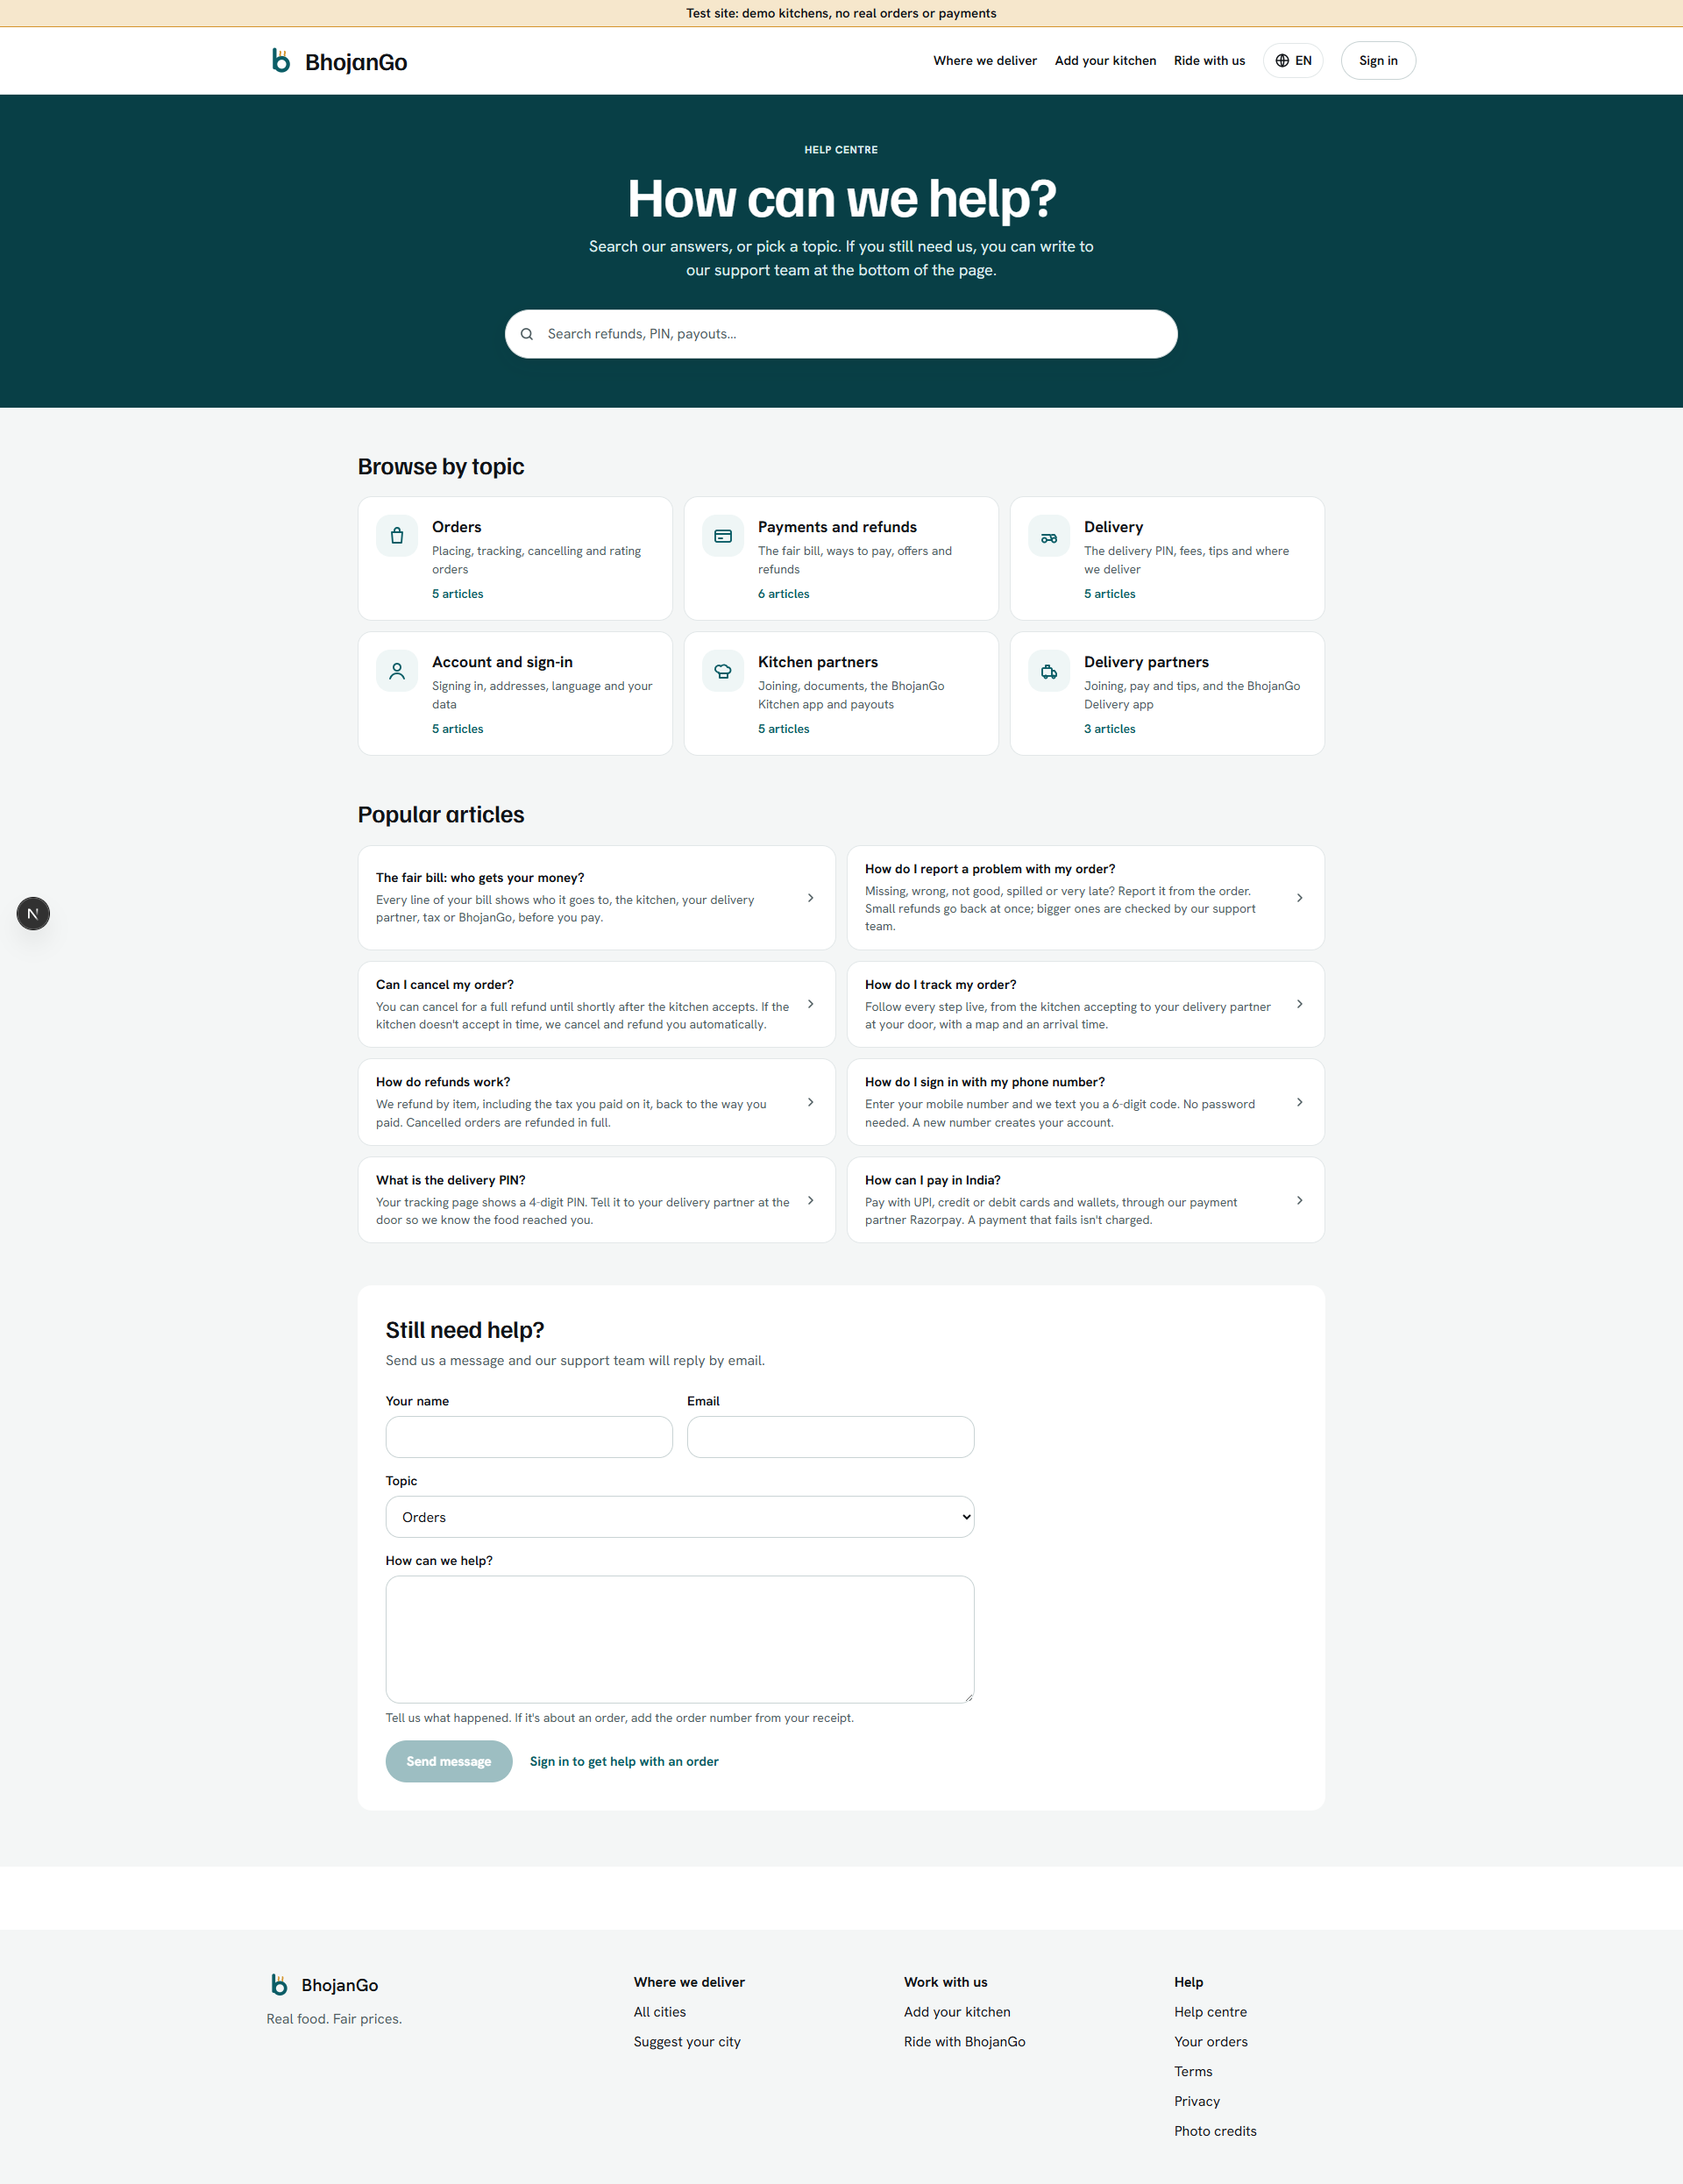 Test site: demo kitchens, no real orders or payments
BhojanGo
Where we deliver
Add your kitchen
Ride with us
EN
Sign in
HELP CENTRE
How can we help?
Search our answers, or pick a topic. If you still need us, you can write to
our support team at the bottom of the page.
Search refunds, PIN, payouts...
Browse by topic
Orders
Placing, tracking, cancelling and rating
orders
5 articles
Payments and refunds
The fair bill, ways to pay, offers and
refunds
6 articles
Delivery
The delivery PIN, fees, tips and where
we deliver
5 articles
Account and sign-in
Signing in, addresses, language and your
data
5 articles
Kitchen partners
Joining, documents, the BhojanGo
Kitchen app and payouts
5 articles
Delivery partners
Joining, pay and tips, and the BhojanGo
Delivery app
3 articles
Popular articles
The fair bill: who gets your money?
Every line of your bill shows who it goes to, the kitchen, your delivery
partner, tax or BhojanGo, before you pay.
How do I report a problem with my order?
Missing, wrong, not good, spilled or very late? Report it from the order.
Small refunds go back at once; bigger ones are checked by our support
team.
Can I cancel my order?
You can cancel for a full refund until shortly after the kitchen accepts. If the
kitchen doesn't accept in time, we cancel and refund you automatically.
How do I track my order?
Follow every step live, from the kitchen accepting to your delivery partner
at your door, with a map and an arrival time.
How do refunds work?
We refund by item, including the tax you paid on it, back to the way you
paid. Cancelled orders are refunded in full.
How do I sign in with my phone number?
Enter your mobile number and we text you a 6-digit code. No password
needed. A new number creates your account.
What is the delivery PIN?
Your tracking page shows a 4-digit PIN. Tell it to your delivery partner at the
door so we know the food reached you.
How can I pay in India?
Pay with UPI, credit or debit cards and wallets, through our payment
partner Razorpay. A payment that fails isn't charged.
N
Still need help?
Send us a message and our support team will reply by email.
Your name
Email
Topic
Orders
How can we help?
Tell us what happened. If it's about an order, add the order number from your receipt.
Send message
Sign in to get help with an order
BhojanGo
Real food. Fair prices.
Where we deliver
All cities
Suggest your city
Work with us
Add your kitchen
Ride with BhojanGo
Help
Help centre
Your orders
Terms
Privacy
Photo credits